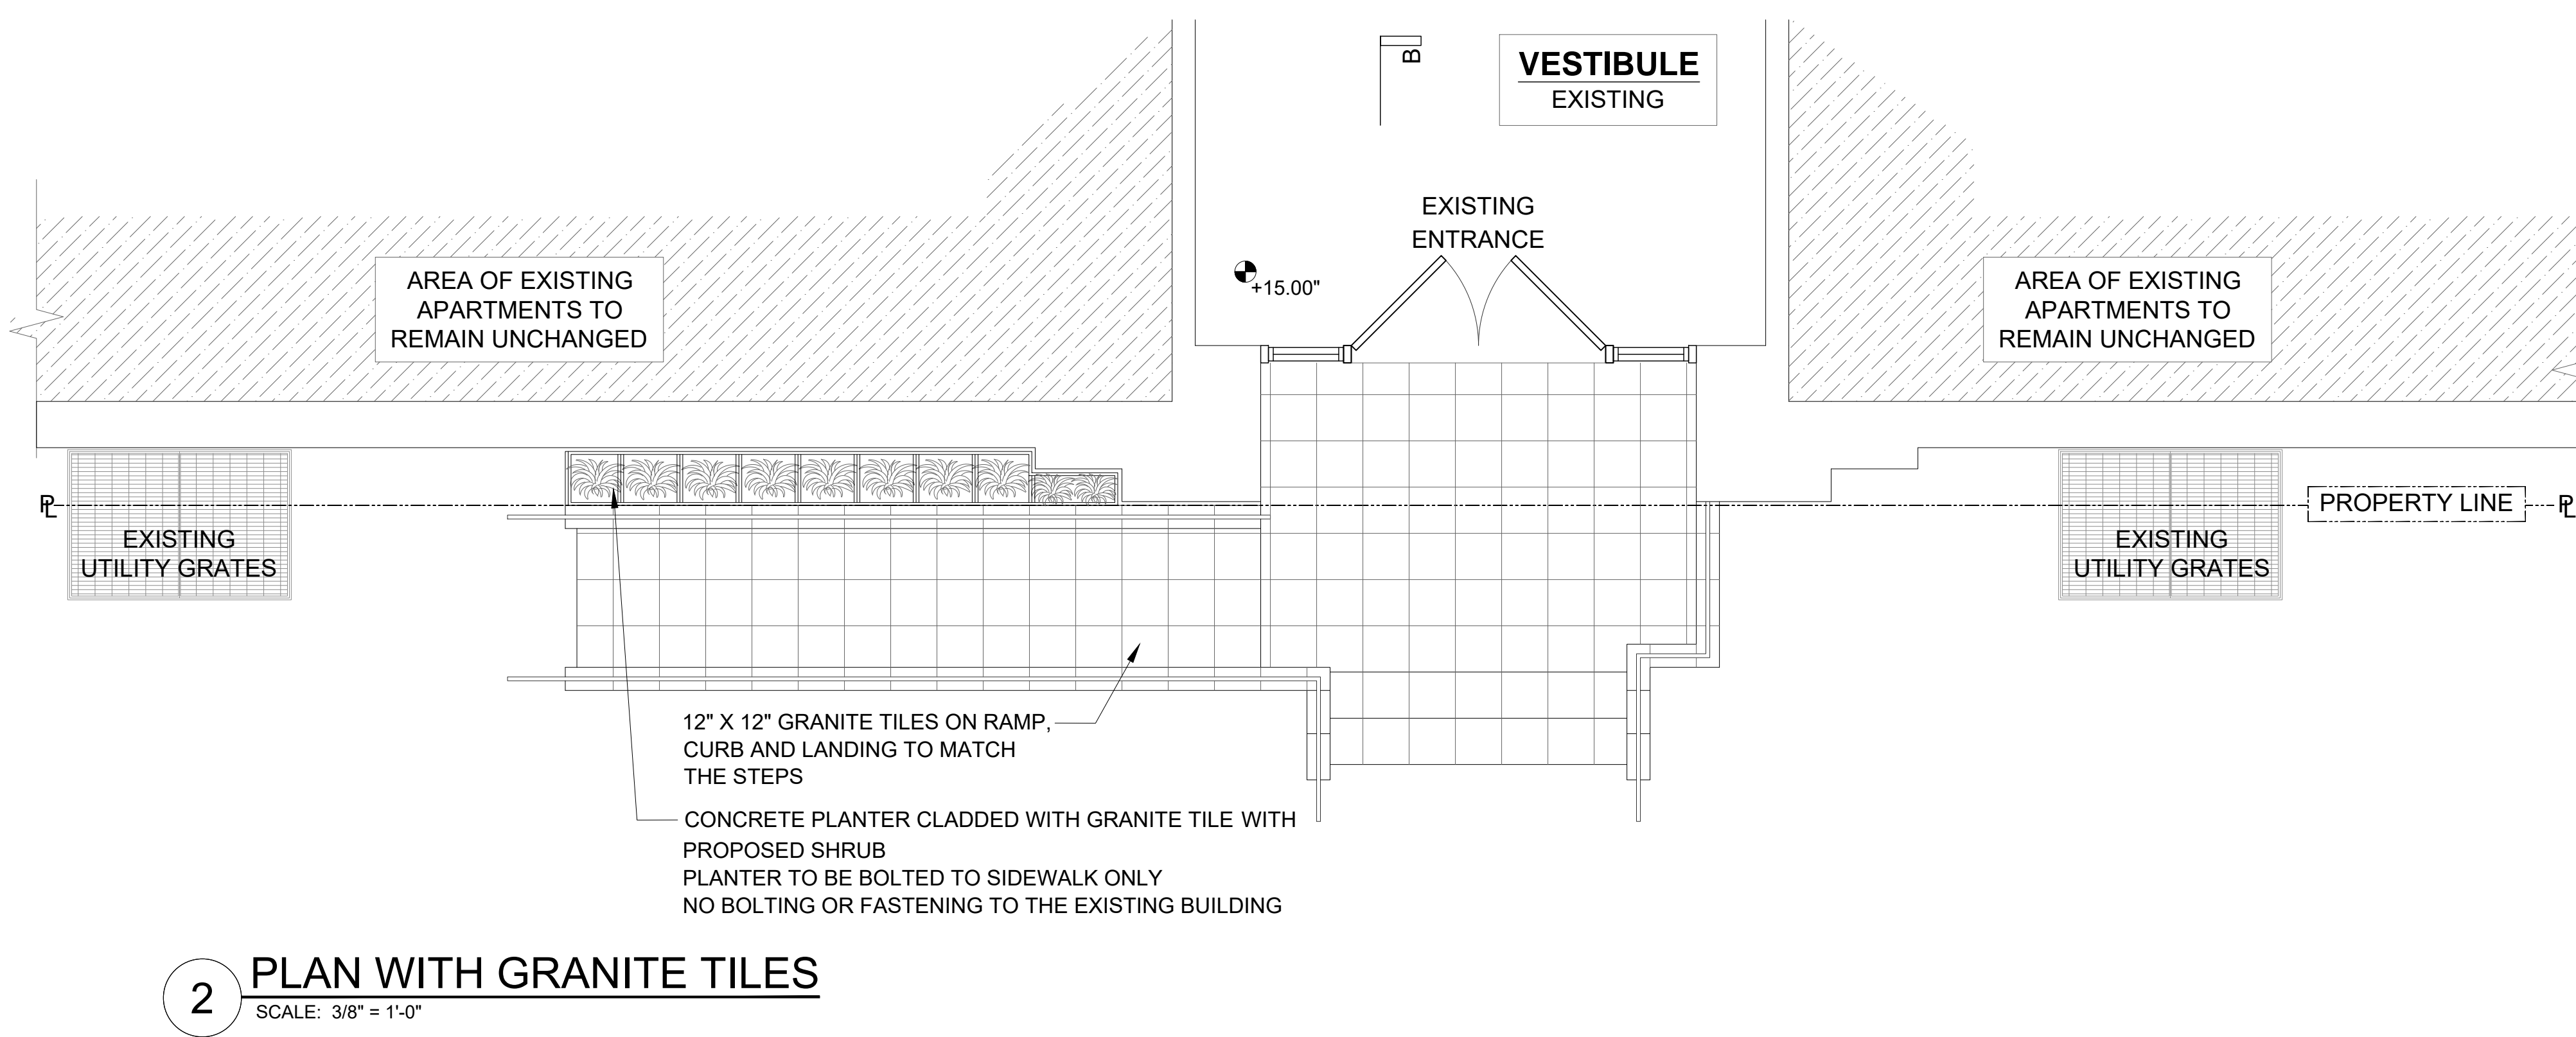 B
VESTIBULE
EXISTING
EXISTING
ENTRANCE
+15.00"
AREA OF EXISTING
APARTMENTS TO
REMAIN UNCHANGED
AREA OF EXISTING
APARTMENTS TO
REMAIN UNCHANGED
PL
EXISTING
UTILITY GRATES
EXISTING
UTILITY GRATES
PROPERTY LINE
PL
12" X 12" GRANITE TILES ON RAMP,
CURB AND LANDING TO MATCH
THE STEPS
CONCRETE PLANTER CLADDED WITH GRANITE TILE WITH
PROPOSED SHRUB
PLANTER TO BE BOLTED TO SIDEWALK ONLY
NO BOLTING OR FASTENING TO THE EXISTING BUILDING
2
PLAN WITH GRANITE TILES
SCALE: 3/8" = 1'-0"